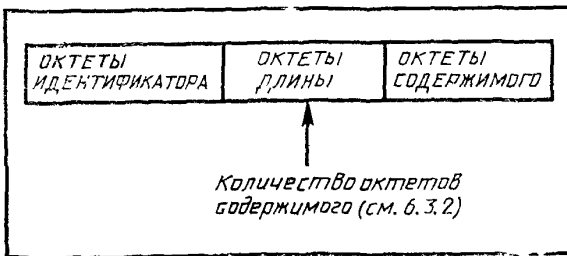 ОКТЕТЫ ИДЕНТИФИКАТОРА
ОКТЕТЫ ДЛИНЫ
ОКТЕТЫ СОДЕРЖИМОГО
Количество октетов
содержимого (см. 6.3.2)